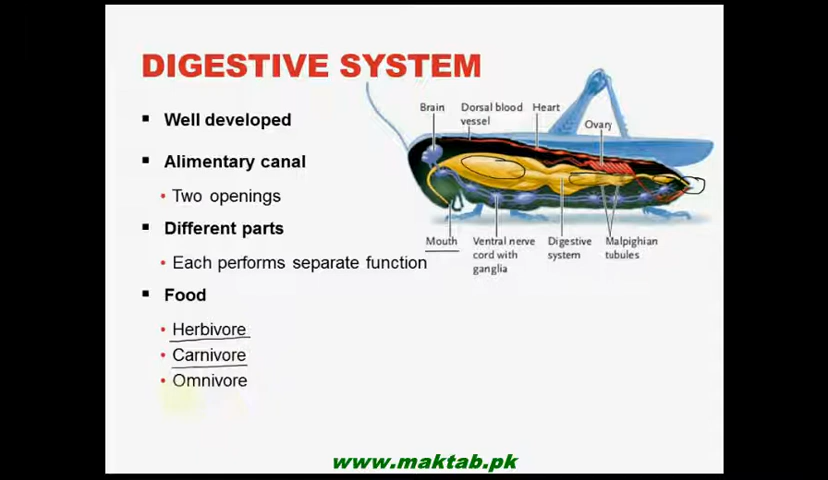 DIGESTIVE SYSTEM
▪ Well developed
▪ Alimentary canal
• Two openings
▪ Different parts
• Each performs separate function
▪ Food
• Herbivore
• Carnivore
• Omnivore
Brain
Dorsal blood
vessel
Heart
Ovary
Mouth
Ventral nerve
cord with
ganglia
Digestive
system
Malpighian
tubules
www.maktab.pk